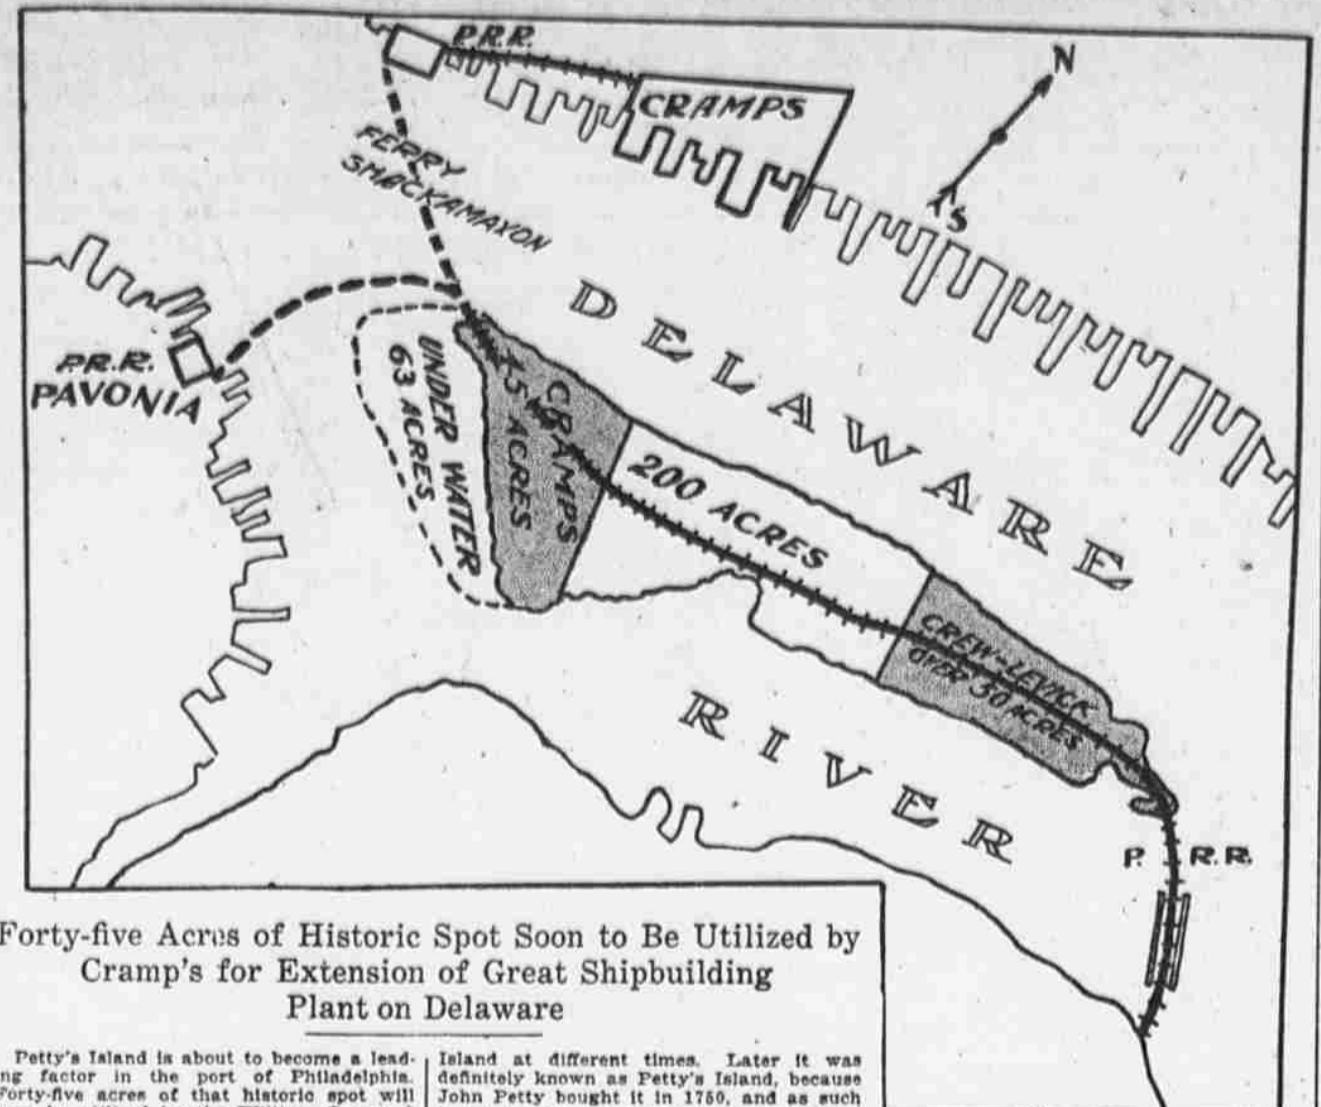 P.R.R.
CRAMPS
N
S
FERRY
SHACKAMAXON
DELAWARE
P.R.R.
PAVONIA
UNDER WATER
63 ACRES
CRAMPS
45 ACRES
200 ACRES
CREW-LEVICK
OVER 50 ACRES
RIVER
P. R.R.
Forty-five Acres of Historic Spot Soon to Be Utilized by
Cramp's for Extension of Great Shipbuilding
Plant on Delaware
Petty's Island is about to become a lead-
ng factor in the port of Philadelphia.
Forty-five acres of that historic spot will
Island at different times. Later it was
definitely known as Petty's Island, because
John Petty bought it in 1750, and as such